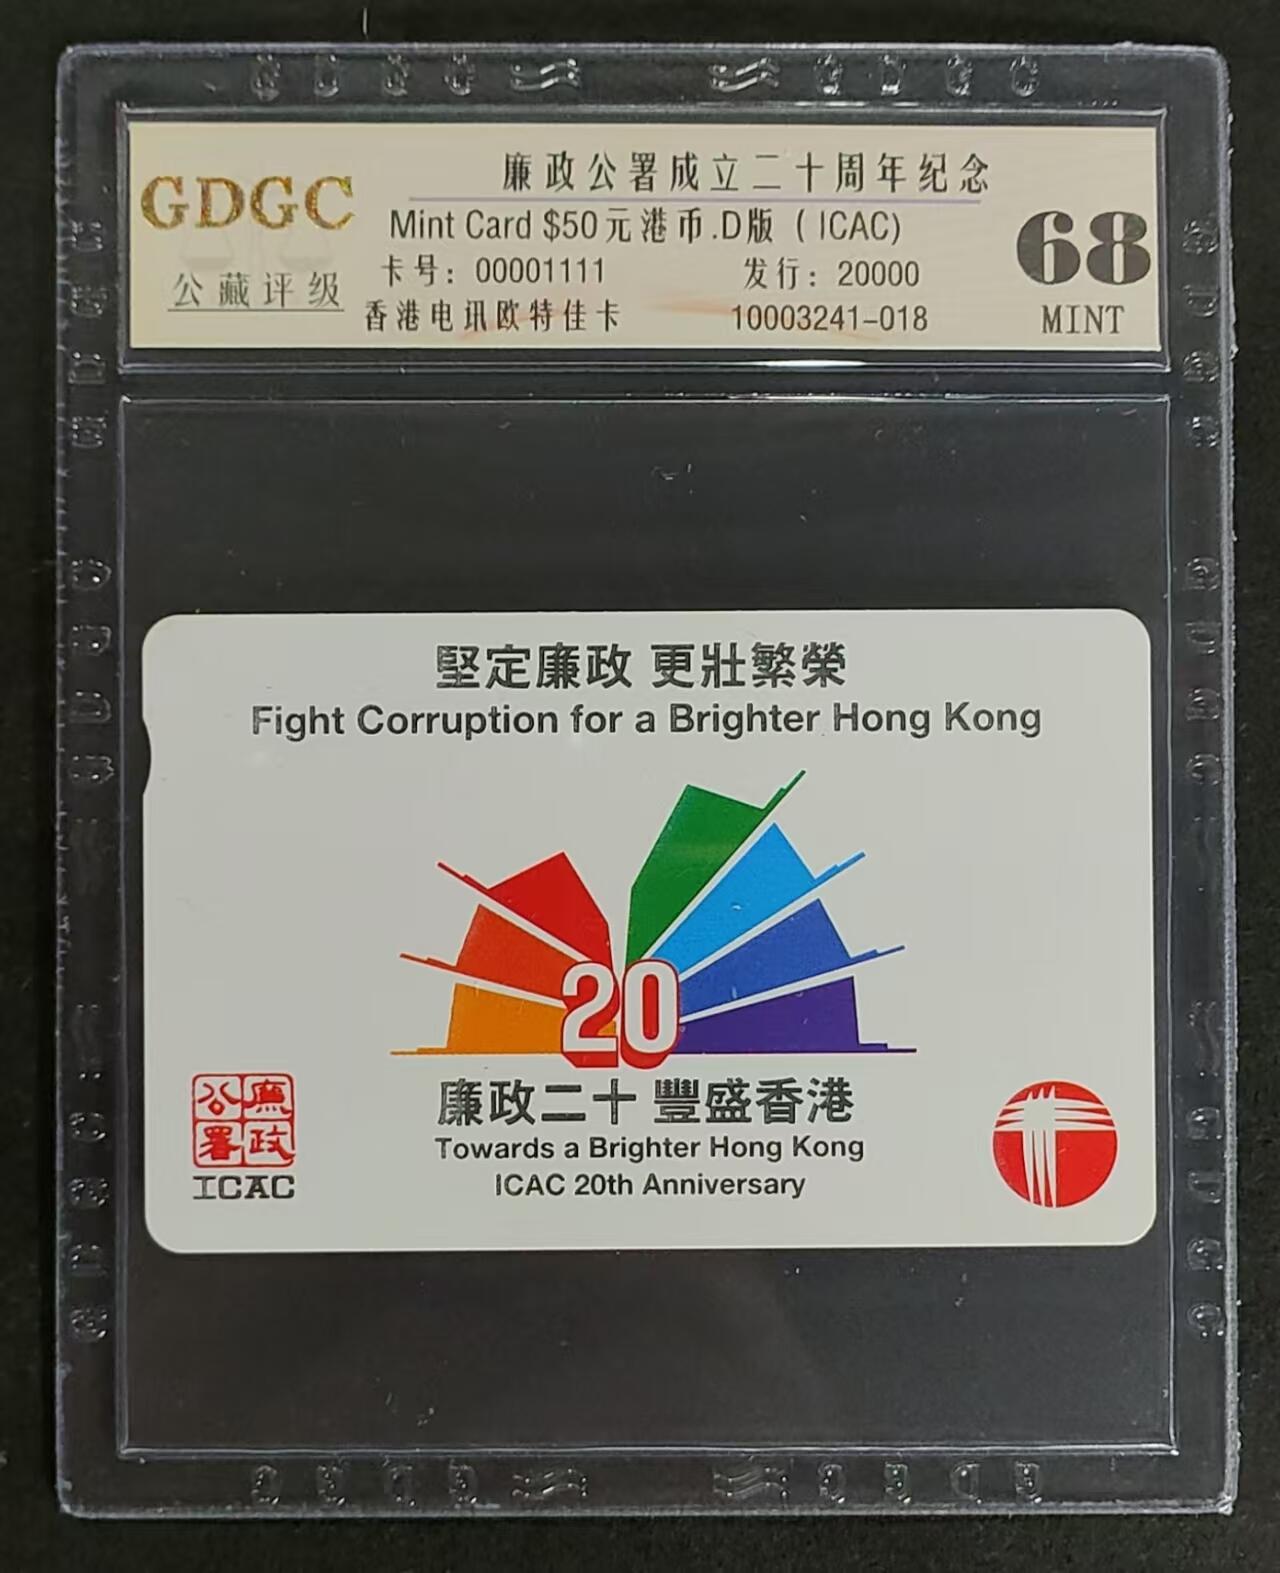 廉政公署成立二十周年纪念
GDGC
Mint Card $50元港币.D版(ICAC)
68
卡号：00001111 发行：20000
公藏评级
香港电讯欧特佳卡 10003241-018
MINT
堅定廉政 更壯繁榮
Fight Corruption for a Brighter Hong Kong
20
廉政二十 豐盛香港
Towards a Brighter Hong Kong
ICAC 20th Anniversary
廉政公署
ICAC